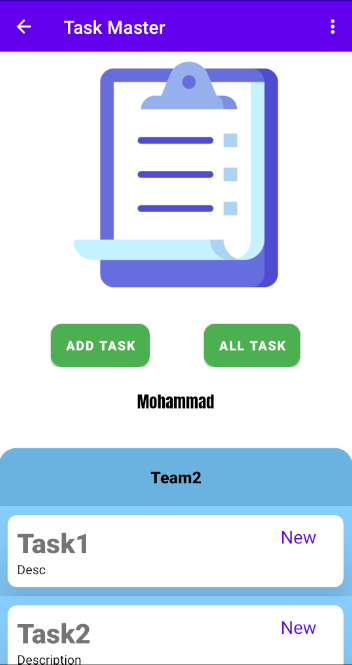 Task Master
ADD TASK
ALL TASK
Mohammad
Team2
Task1
New
Desc
Task2
New
Description